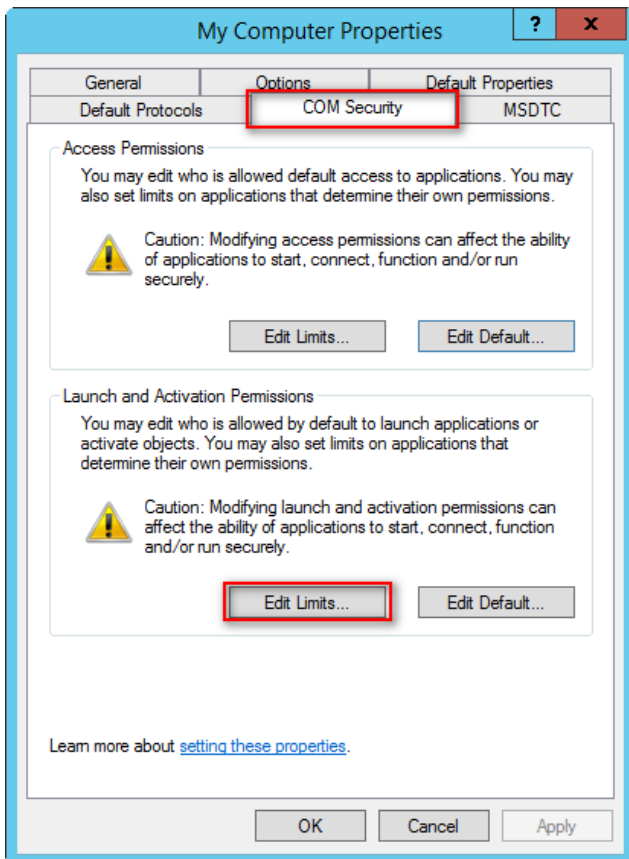 My Computer Properties
?
x
General
Options
Default Properties
Default Protocols
COM Security
MSDTC
Access Permissions
You may edit who is allowed default access to applications. You may
also set limits on applications that determine their own permissions.
Caution: Modifying access permissions can affect the ability
of applications to start, connect, function and/or run
securely.
Edit Limits...
Edit Default...
Launch and Activation Permissions
You may edit who is allowed by default to launch applications or
activate objects. You may also set limits on applications that
determine their own permissions.
Caution: Modifying launch and activation permissions can
affect the ability of applications to start, connect, function
and/or run securely.
Edit Limits...
Edit Default...
Learn more about setting these properties.
OK
Cancel
Apply